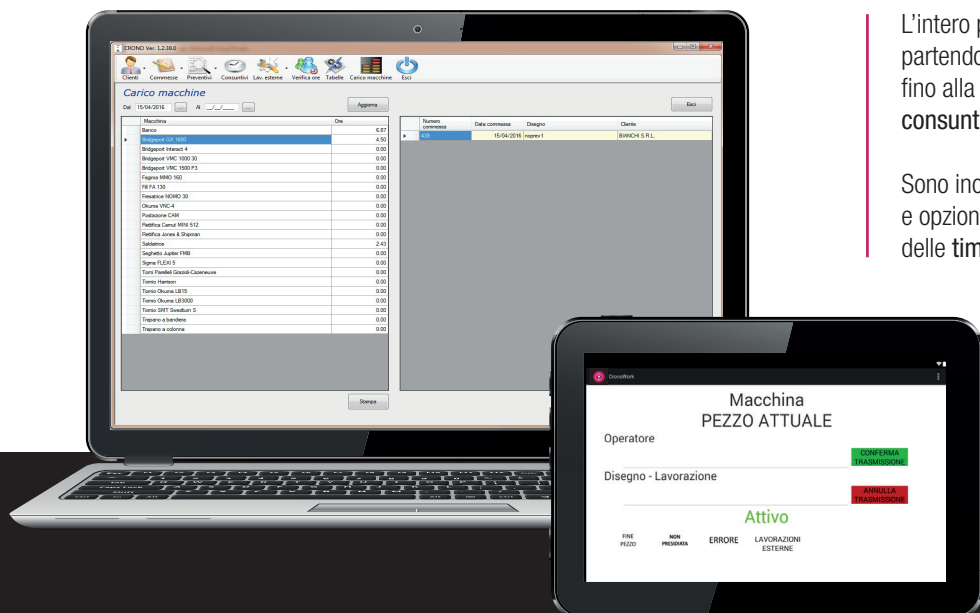 CRONO Ver. 1.2.38.0
Clienti Commesse Preventivi Consuntivi Lav. esterne Verifica ore Tabelle Carico macchine Esci
Carico macchine
Dal 15/04/2016 ... Al _/_/__ ... Aggiorna Esci
Macchina Ore
Banco 6.87
Bridgeport GX 1600 4.50
Bridgeport Interact 4 0.00
Bridgeport VMC 1000 30 0.00
Bridgeport VMC 1500 P3 0.00
Fagima MMO 160 0.00
Fill FA 130 0.00
Fresatrice NOMO 30 0.00
Okuma VNC-4 0.00
Postazione CAM 0.00
Rettifica Camut MINI 512 0.00
Rettifica Jones & Shipman 0.00
Saldatrice 2.43
Seghetto Jupiter FMB 0.00
Sigma FLEXI 5 0.00
Torni Paralleli Grazioli-Cazeneuve 0.00
Tornio Harrison 0.00
Tornio Okuma LB15 0.00
Tornio Okuma LB3000 0.00
Tornio SMT Swedturn S 0.00
Trapano a bandiera 0.00
Trapano a colonna 0.00
Numero commessa Data commessa Disegno Cliente
439 15/04/2016 noprev1 BIANCHI S.R.L.
Stampa
L'intero p
partendo
fino alla
consunt
Sono inc
e opzion
delle tim
CronoWork
Macchina
PEZZO ATTUALE
Operatore
CONFERMA
TRASMISSIONE
Disegno - Lavorazione
ANNULLA
TRASMISSIONE
Attivo
FINE
PEZZO
NON
PRESIDIATA
ERRORE
LAVORAZIONI
ESTERNE